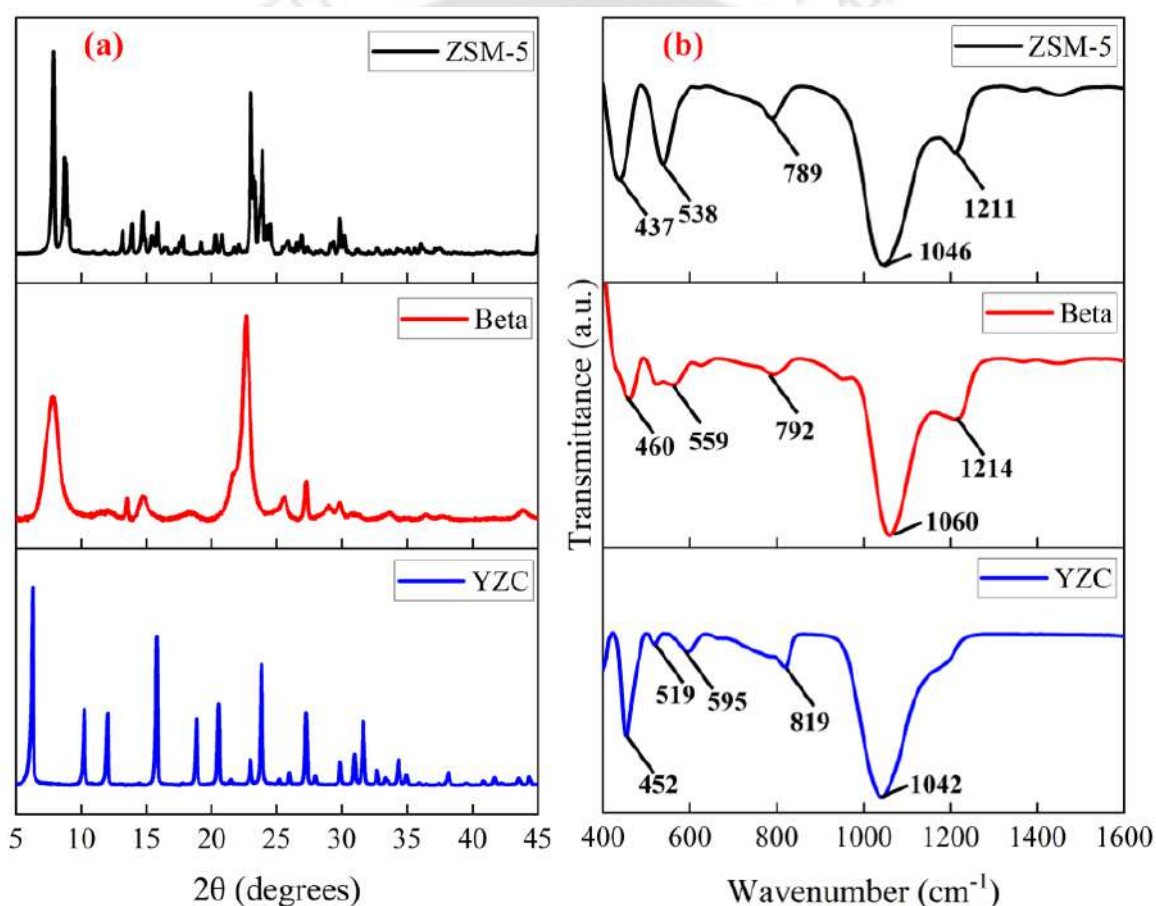 (a)
ZSM-5
Beta
YZC
5 10 15 20 25 30 35 40 45
2θ (degrees)
(b)
ZSM-5
437
538
789
1046
1211
Transmittance (a.u.)
Beta
460
559
792
1060
1214
YZC
452
519
595
819
1042
400 600 800 1000 1200 1400 1600
Wavenumber (cm⁻¹)